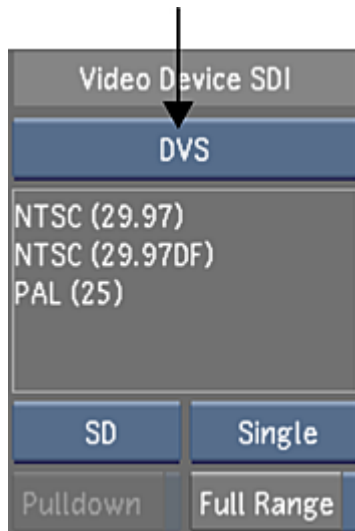 Video Device SDI
DVS
NTSC (29.97)
NTSC (29.97DF)
PAL (25)
SD Single
Pulldown Full Range